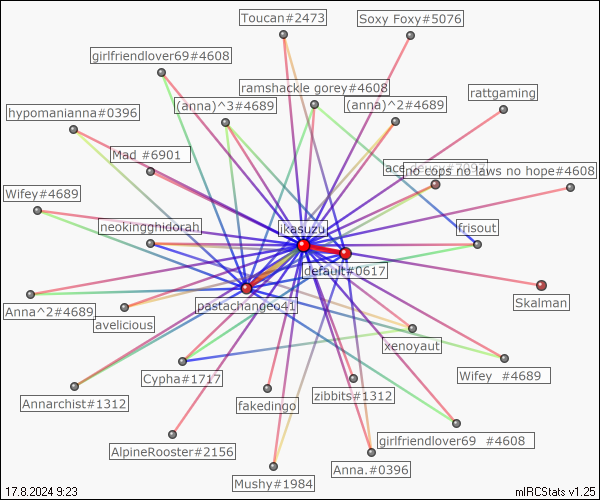 Toucan#2473
Soxy Foxy#5076
girlfriendlover69#4608
ramshackle gorey#4608
rattgaming
(anna)^3#4689
(anna)^2#4689
hypomanianna#0396
Mad #6901
no cops no laws no hope#4608
Wifey#4689
neokingghidorah
ikasuzu
frisout
default#0617
Anna^2#4689
avelicious
pastachangeo41
Skalman
xenoyaut
Cypha#1717
Wifey #4689
Annarchist#1312
fakedingo
zibbits#1312
AlpineRooster#2156
girlfriendlover69 #4608
Mushy#1984
Anna.#0396
17.8.2024 9:23
mIRCStats v1.25